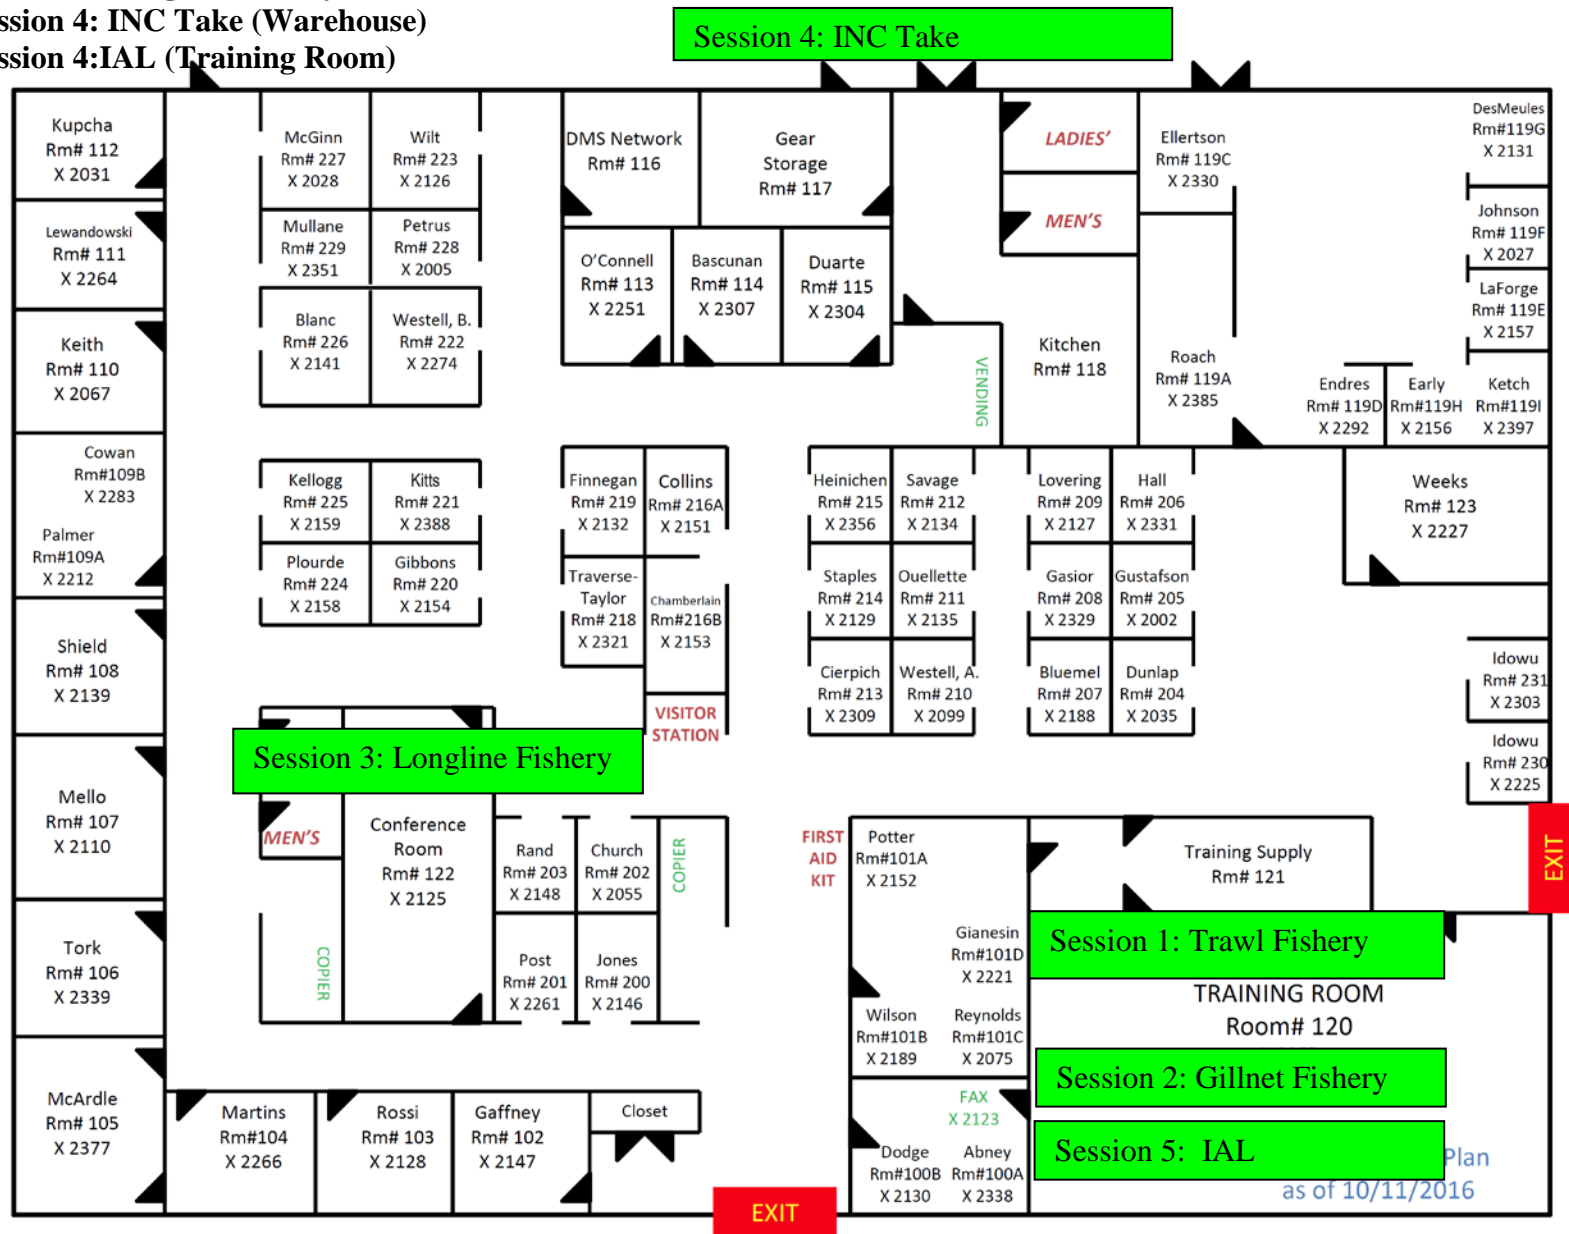 ssion 4: INC Take (Warehouse)
ssion 4:IAL (Training Room)
Session 4: INC Take
Kupcha
Rm# 112
X 2031
McGinn
Rm# 227
X 2028
Wilt
Rm# 223
X 2126
DMS Network
Rm# 116
Gear
Storage
Rm# 117
LADIES'
Ellertson
Rm# 119C
X 2330
DesMeules
Rm#119G
X 2131
Lewandowski
Rm# 111
X 2264
Mullane
Rm# 229
X 2351
Petrus
Rm# 228
X 2005
O'Connell
Rm# 113
X 2251
Bascunan
Rm# 114
X 2307
Duarte
Rm# 115
X 2304
MEN'S
Johnson
Rm# 119F
X 2027
Keith
Rm# 110
X 2067
Blanc
Rm# 226
X 2141
Westell, B.
Rm# 222
X 2274
VENDING
Kitchen
Rm# 118
Roach
Rm# 119A
X 2385
LaForge
Rm# 119E
X 2157
Endres
Rm# 119D
X 2292
Early
Rm#119H
X 2156
Ketch
Rm#119I
X 2397
Cowan
Rm#109B
X 2283
Palmer
Rm#109A
X 2212
Kellogg
Rm# 225
X 2159
Kitts
Rm# 221
X 2388
Finnegan
Rm# 219
X 2132
Collins
Rm# 216A
X 2151
Heinichen
Rm# 215
X 2356
Savage
Rm# 212
X 2134
Lovering
Rm# 209
X 2127
Hall
Rm# 206
X 2331
Weeks
Rm# 123
X 2227
Plourde
Rm# 224
X 2158
Gibbons
Rm# 220
X 2154
Traverse-
Taylor
Rm# 218
X 2321
Chamberlain
Rm#216B
X 2153
Staples
Rm# 214
X 2129
Ouellette
Rm# 211
X 2135
Gasior
Rm# 208
X 2329
Gustafson
Rm# 205
X 2002
Shield
Rm# 108
X 2139
Cierpich
Rm# 213
X 2309
Westell, A.
Rm# 210
X 2099
Bluemel
Rm# 207
X 2188
Dunlap
Rm# 204
X 2035
Idowu
Rm# 231
X 2303
VISITOR
STATION
Session 3: Longline Fishery
Idowu
Rm# 230
X 2225
Mello
Rm# 107
X 2110
MEN'S
Conference
Room
Rm# 122
X 2125
Rand
Rm# 203
X 2148
Church
Rm# 202
X 2055
COPIER
FIRST
AID
KIT
Potter
Rm#101A
X 2152
Training Supply
Rm# 121
EXIT
Tork
Rm# 106
X 2339
COPIER
Post
Rm# 201
X 2261
Jones
Rm# 200
X 2146
Gianesin
Rm#101D
X 2221
Session 1: Trawl Fishery
TRAINING ROOM
Room# 120
Wilson
Rm#101B
X 2189
Reynolds
Rm#101C
X 2075
Session 2: Gillnet Fishery
McArdle
Rm# 105
X 2377
Martins
Rm#104
X 2266
Rossi
Rm# 103
X 2128
Gaffney
Rm# 102
X 2147
Closet
FAX
X 2123
Dodge
Rm#100B
X 2130
Abney
Rm#100A
X 2338
Session 5: IAL
Plan
as of 10/11/2016
EXIT